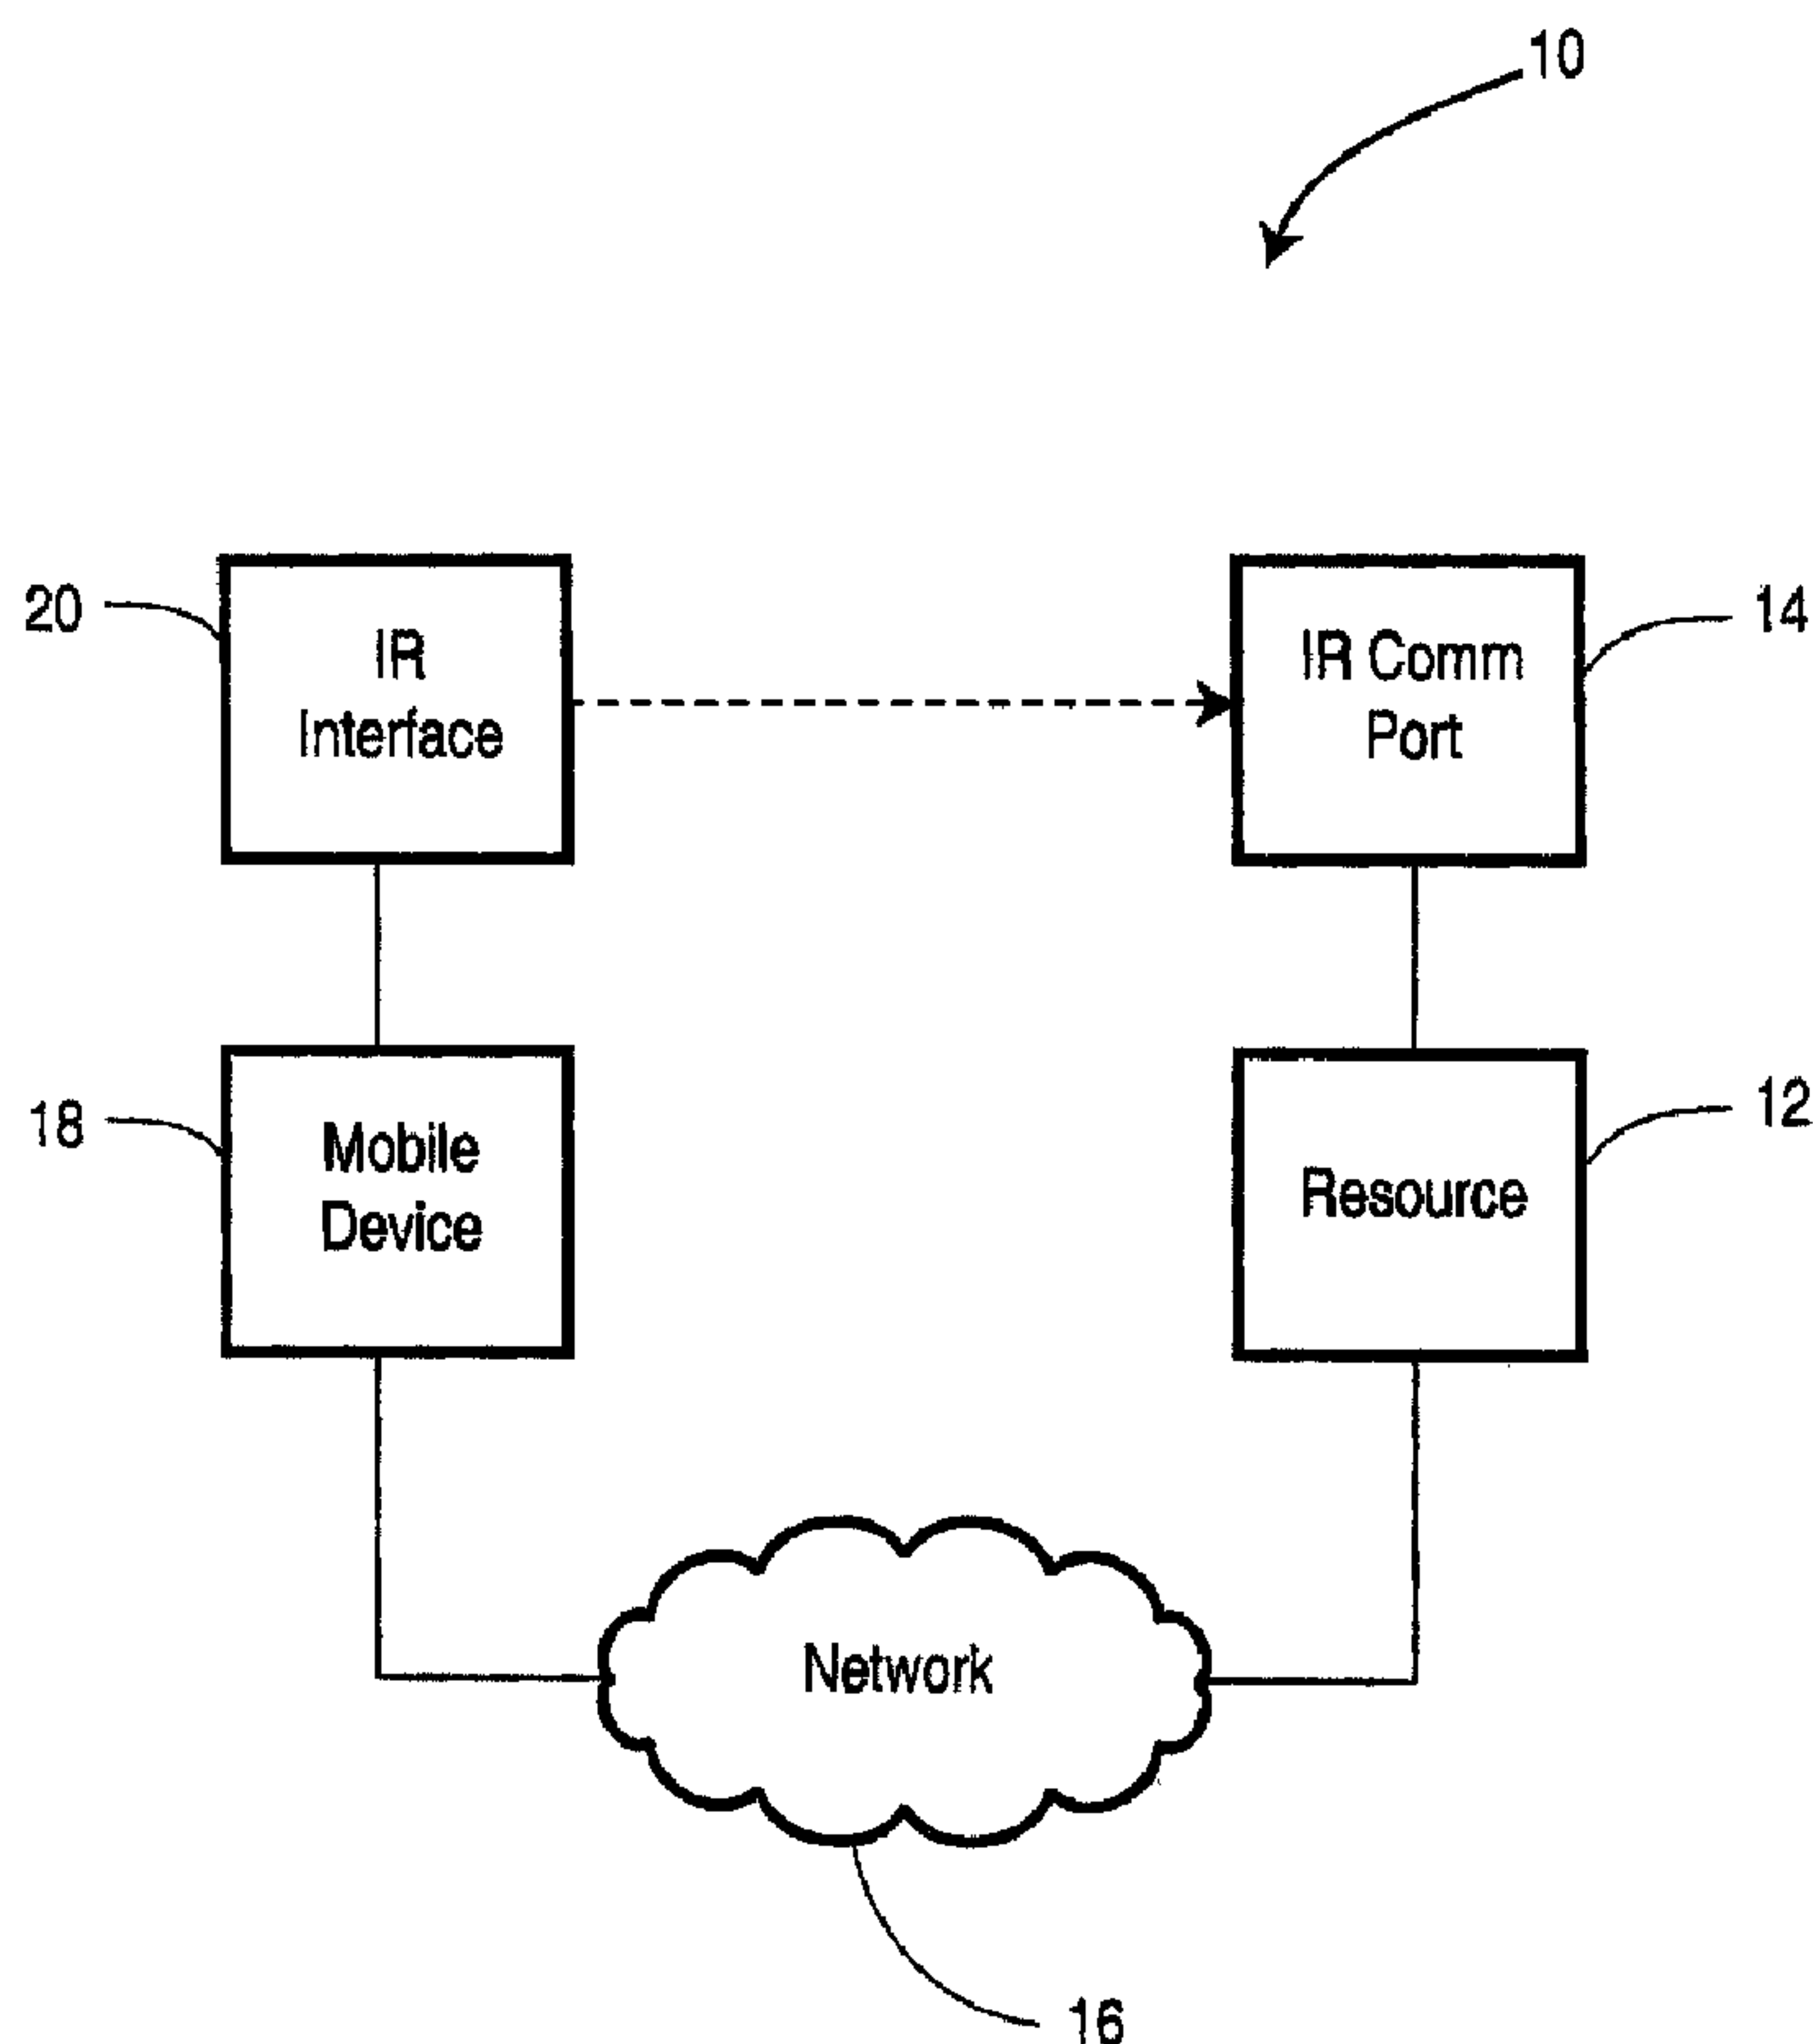 10
20
IR
Interface
IR Comm
Port
14
18
Mobile
Device
Resource
12
Network
16